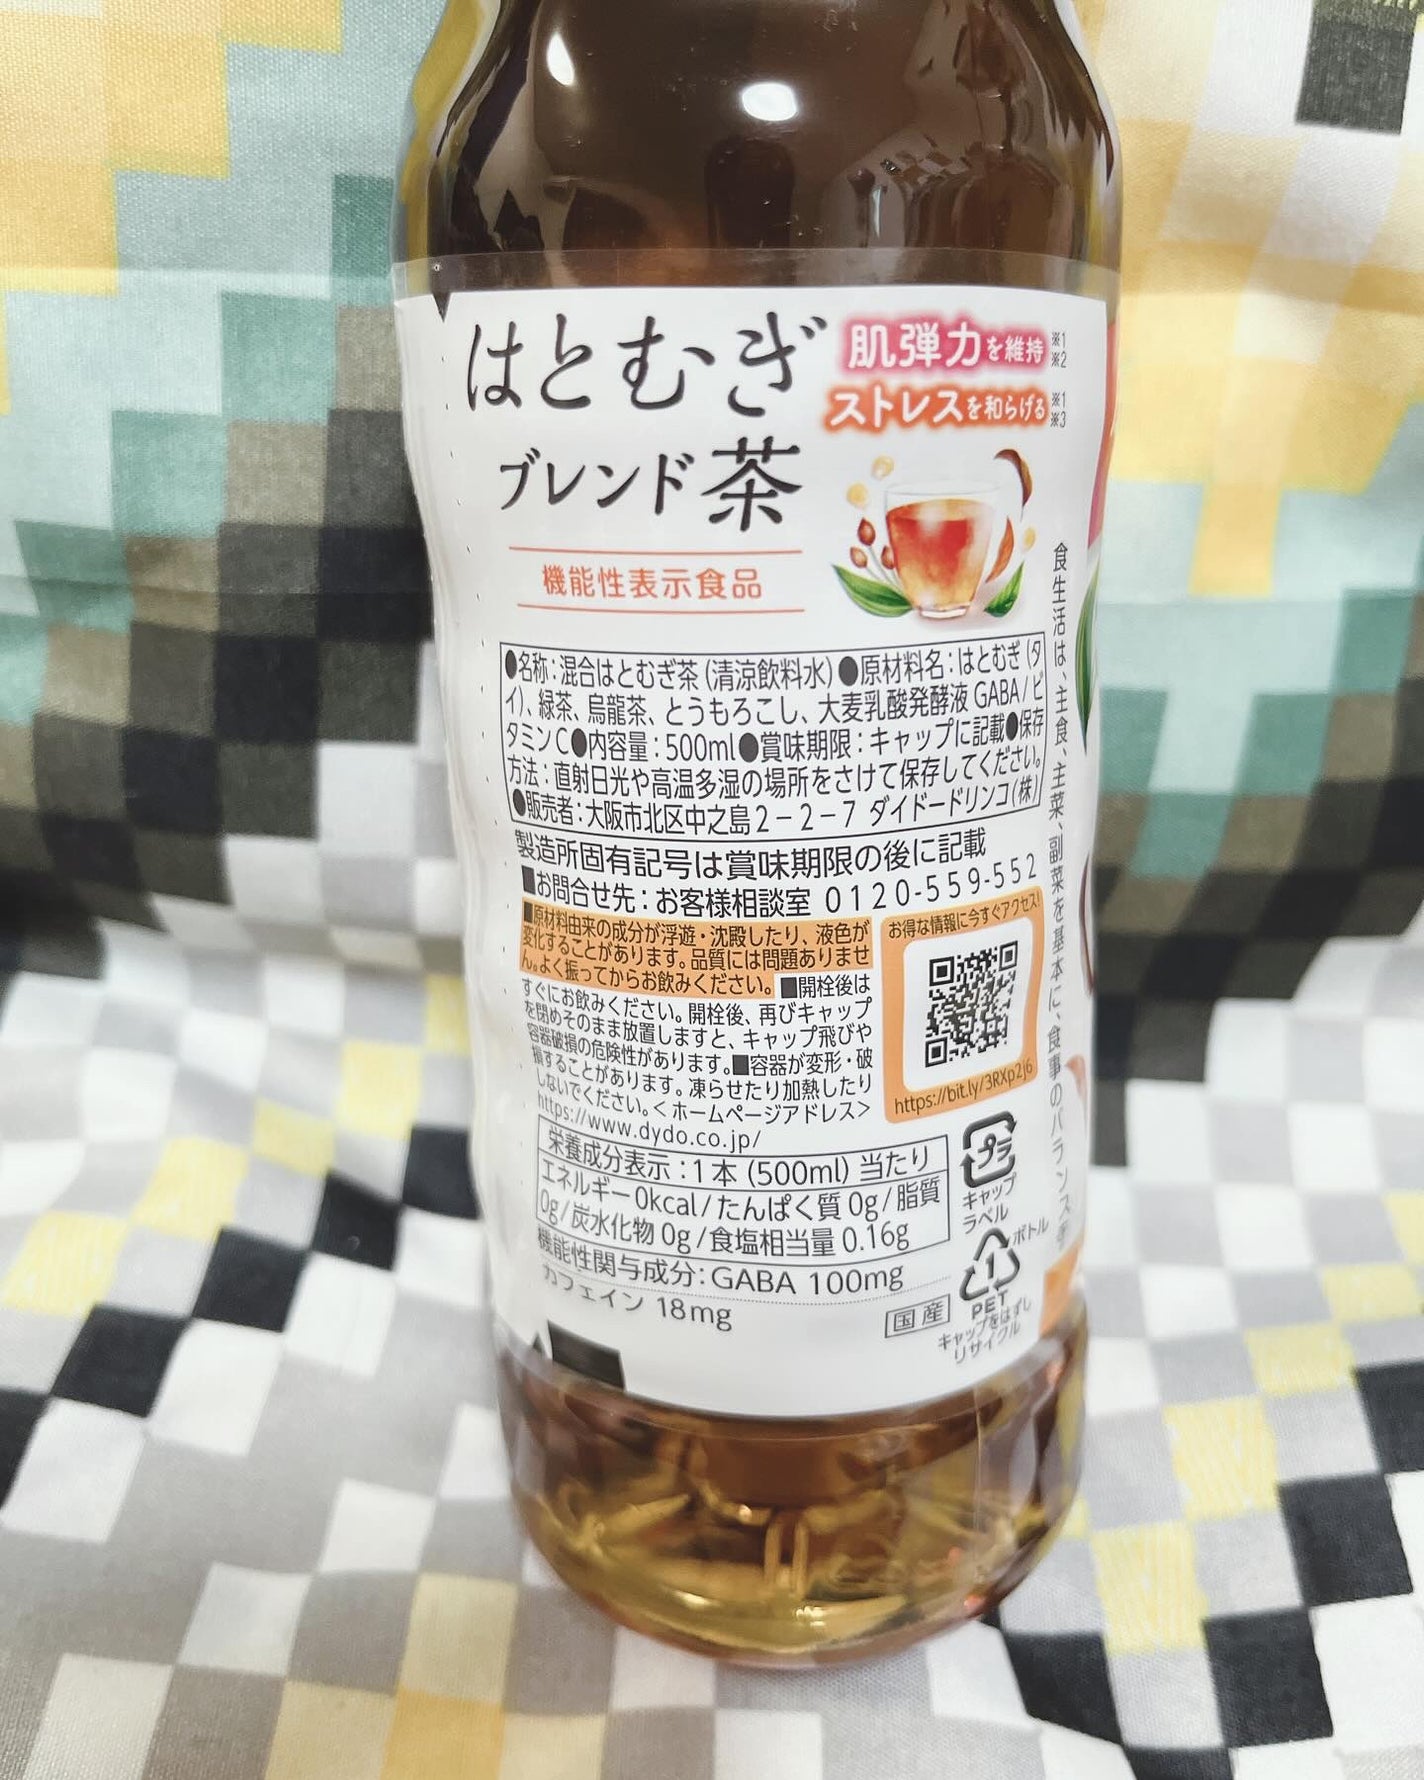 はとむぎ
ブレンド茶
機能性表示食品
肌弾力を維持 ※1 ※2
ストレスを和らげる ※1 ※3
●名称：混合はとむぎ茶（清涼飲料水）●原材料名：はとむぎ（タ
イ）、緑茶、烏龍茶、とうもろこし、大麦乳酸発酵液 GABA/ビ
タミンC●内容量：500ml●賞味期限：キャップに記載●保存
方法：直射日光や高温多湿の場所をさけて保存してください。
●販売者：大阪市北区中之島2－2－7 ダイドードリンコ(株)
製造所固有記号は賞味期限の後に記載
■お問合せ先：お客様相談室 0120-559-552
■原材料由来の成分が浮遊・沈殿したり、液色が
変化することがあります。品質には問題ありませ
ん。よく振ってからお飲みください。■開栓後は
すぐにお飲みください。開栓後、再びキャップ
を閉めそのまま放置しますと、キャップ飛びや
容器破損の危険性があります。■容器が変形・破
損することがあります。凍らせたり加熱したり
しないでください。＜ホームページアドレス＞
https://www.dydo.co.jp/
お得な情報に今すぐアクセス!
https://bit.ly/3RXp2j6
栄養成分表示：1本（500ml）当たり
エネルギー0kcal/たんぱく質 0g/脂質
0g/炭水化物 0g/食塩相当量 0.16g
機能性関与成分：GABA 100mg
カフェイン 18mg
国産
プラ
キャップ
ラベル
ボトル
1
PET
キャップをはずし
リサイクル
食生活は、主食、主菜、副菜を基本に、食事のバランスを